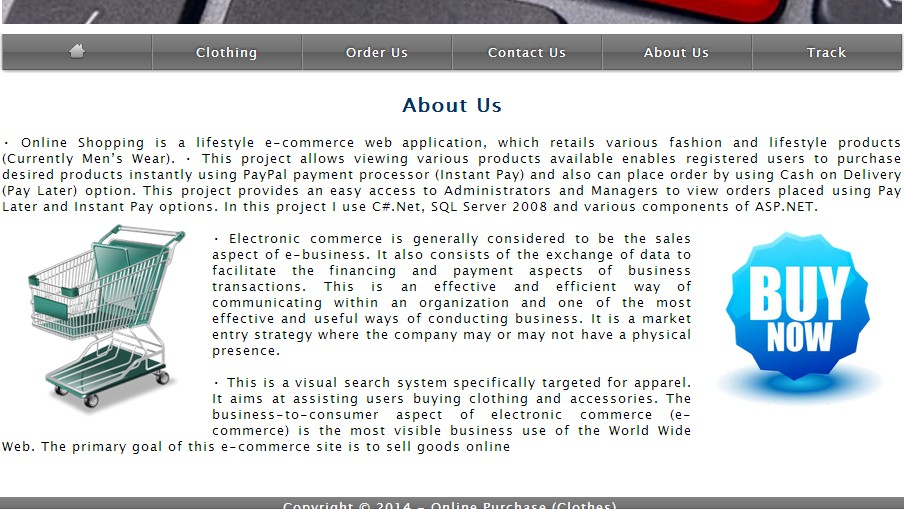 Clothing Order Us Contact Us About Us Track
About Us
· Online Shopping is a lifestyle e-commerce web application, which retails various fashion and lifestyle products
(Currently Men's Wear). · This project allows viewing various products available enables registered users to purchase
desired products instantly using PayPal payment processor (Instant Pay) and also can place order by using Cash on Delivery
(Pay Later) option. This project provides an easy access to Administrators and Managers to view orders placed using Pay
Later and Instant Pay options. In this project I use C#.Net, SQL Server 2008 and various components of ASP.NET.
· Electronic commerce is generally considered to be the sales
aspect of e-business. It also consists of the exchange of data to
facilitate the financing and payment aspects of business
transactions. This is an effective and efficient way of
communicating within an organization and one of the most
effective and useful ways of conducting business. It is a market
entry strategy where the company may or may not have a physical
presence.
· This is a visual search system specifically targeted for apparel.
It aims at assisting users buying clothing and accessories. The
business-to-consumer aspect of electronic commerce (e-
commerce) is the most visible business use of the World Wide
Web. The primary goal of this e-commerce site is to sell goods online
BUY
NOW
Copyright © 2014 - Online Purchase (Clothes)